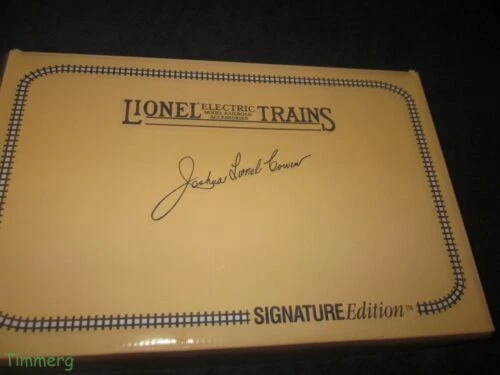 LIONEL ELECTRIC MODEL RAILROAD ACCESSORIES TRAINS
Joshua Lionel Cowen
SIGNATURE Edition™
Timmerg